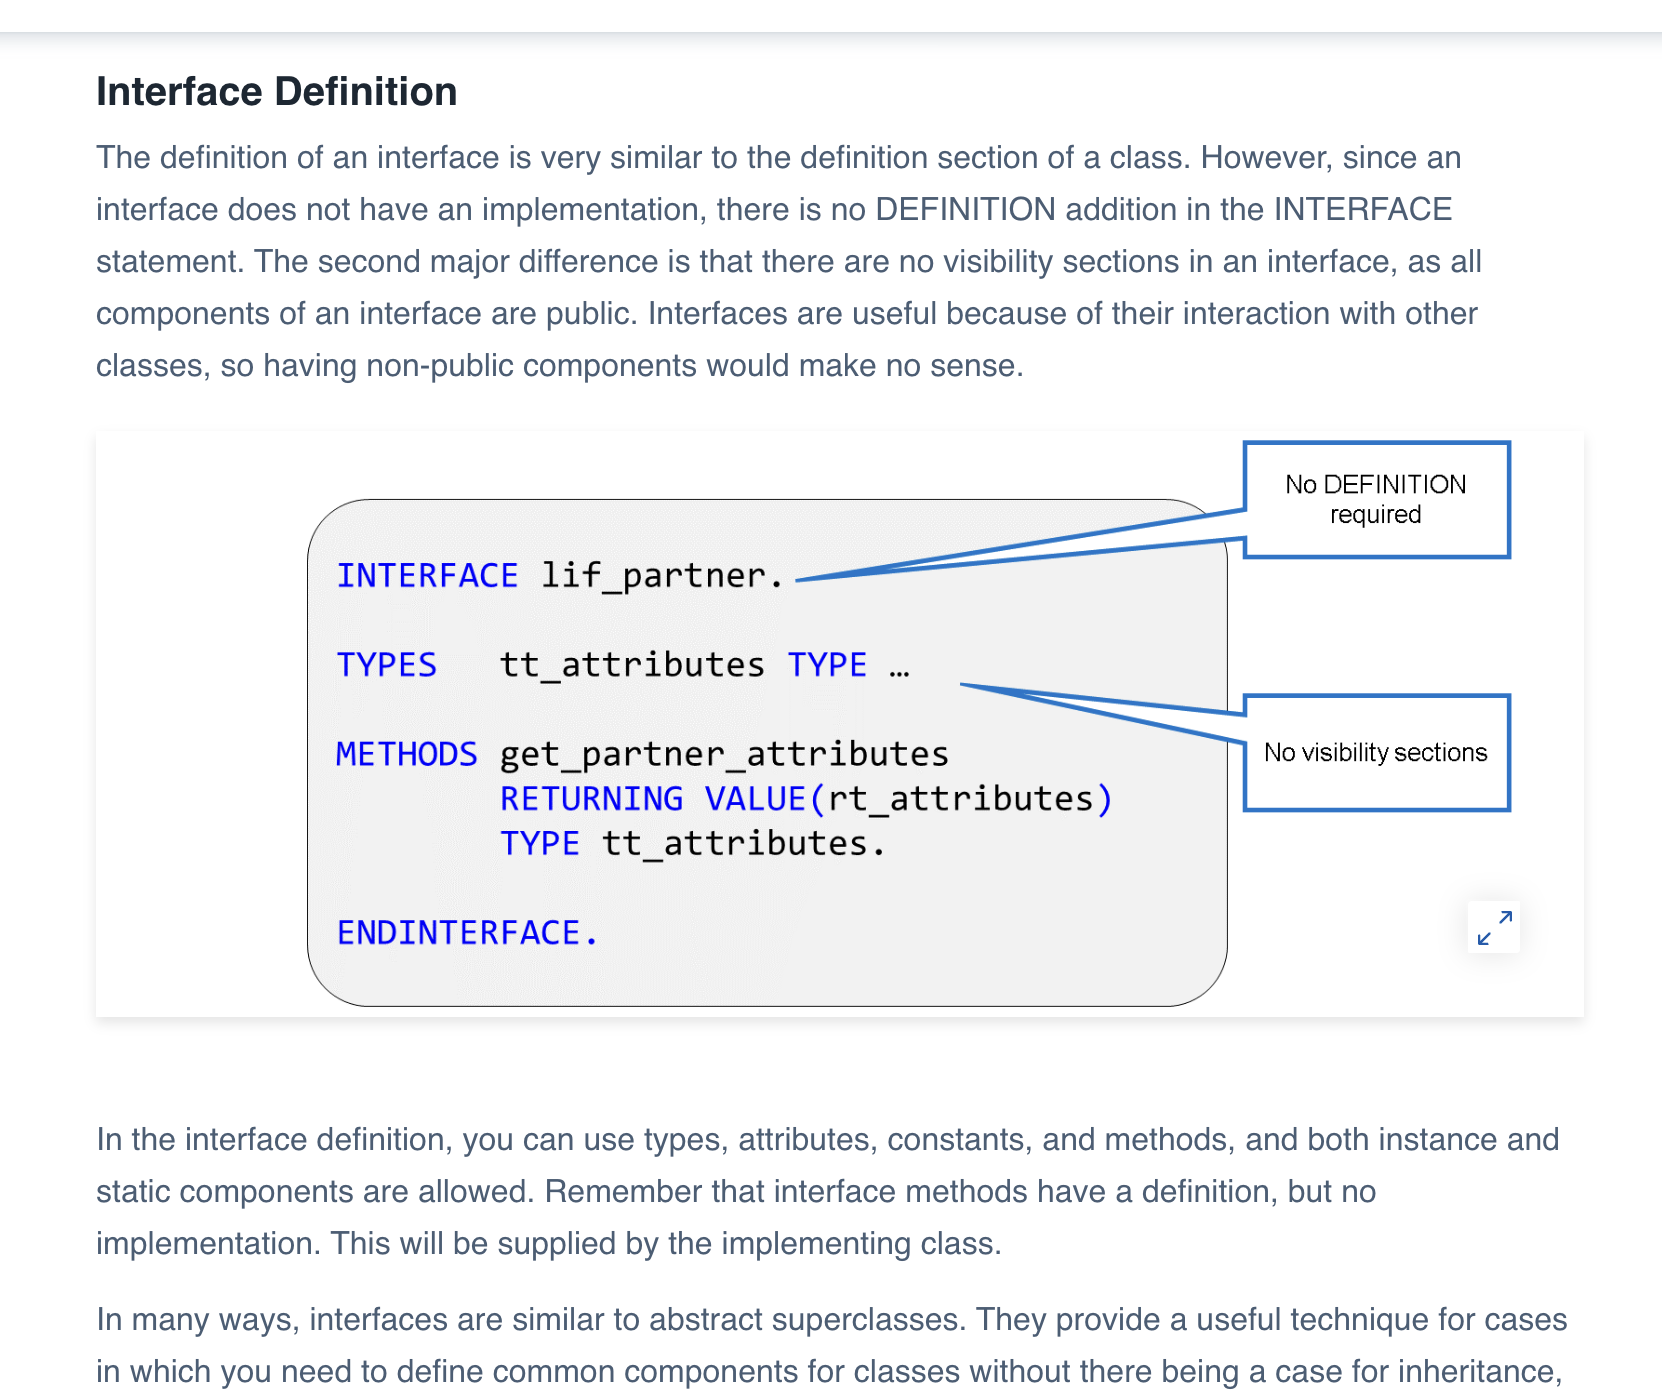 Interface Definition
The definition of an interface is very similar to the definition section of a class. However, since an
interface does not have an implementation, there is no DEFINITION addition in the INTERFACE
statement. The second major difference is that there are no visibility sections in an interface, as all
components of an interface are public. Interfaces are useful because of their interaction with other
classes, so having non-public components would make no sense.
No DEFINITION
required
INTERFACE lif_partner.
TYPES   tt_attributes TYPE …
No visibility sections
METHODS get_partner_attributes
RETURNING VALUE(rt_attributes)
TYPE tt_attributes.
ENDINTERFACE.
In the interface definition, you can use types, attributes, constants, and methods, and both instance and
static components are allowed. Remember that interface methods have a definition, but no
implementation. This will be supplied by the implementing class.
In many ways, interfaces are similar to abstract superclasses. They provide a useful technique for cases
in which you need to define common components for classes without there being a case for inheritance,